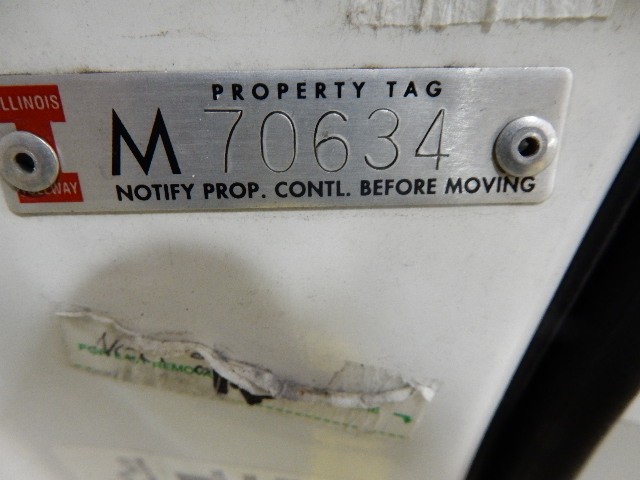 PROPERTY TAG
ILLINOIS
M 70634
NOTIFY PROP. CONTL. BEFORE MOVING